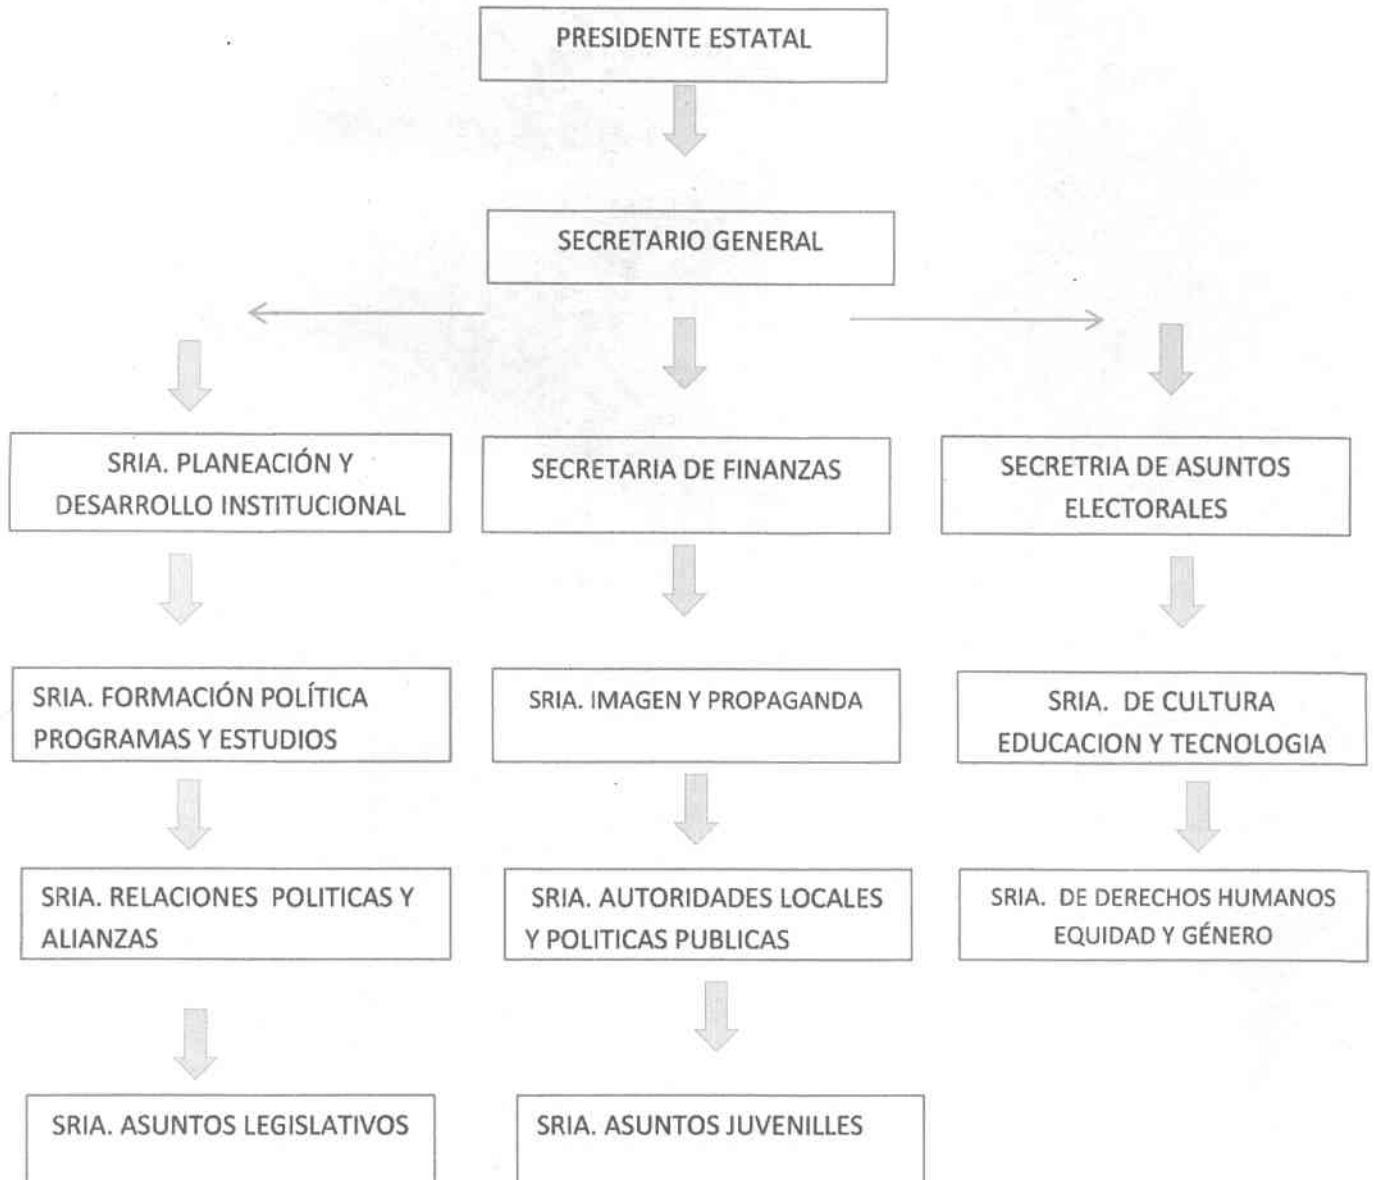 PRESIDENTE ESTATAL
SECRETARIO GENERAL
SRIA. PLANEACIÓN Y
DESARROLLO INSTITUCIONAL
SECRETARIA DE FINANZAS
SECRETRIA DE ASUNTOS
ELECTORALES
SRIA. FORMACIÓN POLÍTICA
PROGRAMAS Y ESTUDIOS
SRIA. IMAGEN Y PROPAGANDA
SRIA. DE CULTURA
EDUCACION Y TECNOLOGIA
SRIA. RELACIONES POLITICAS Y
ALIANZAS
SRIA. AUTORIDADES LOCALES
Y POLITICAS PUBLICAS
SRIA. DE DERECHOS HUMANOS
EQUIDAD Y GÉNERO
SRIA. ASUNTOS LEGISLATIVOS
SRIA. ASUNTOS JUVENILLES